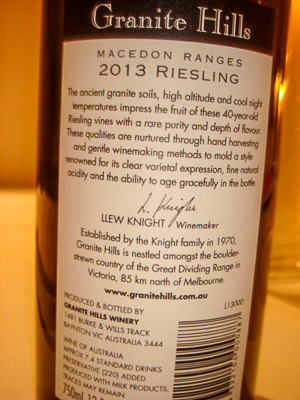 Granite Hills
MACEDON RANGES
2013 RIESLING
The ancient granite soils, high altitude and cool night
temperatures impress the fruit of these 40-year-old
Riesling vines with a rare purity and depth of flavour.
These qualities are nurtured through hand harvesting
and gentle winemaking methods to mold a style
renowned for its clear varietal expression, fine natural
acidity and the ability to age gracefully in the bottle.
LLEW KNIGHT Winemaker
Established by the Knight family in 1970,
Granite Hills is nestled amongst the boulder-
strewn country of the Great Dividing Range in
Victoria, 85 km north of Melbourne.
www.granitehills.com.au
L13000
PRODUCED & BOTTLED BY
GRANITE HILLS WINERY
1481 BURKE & WILLS TRACK
BAYNTON VIC AUSTRALIA 3444
WINE OF AUSTRALIA
APPROX 7.4 STANDARD DRINKS
PRESERVATIVE (220) ADDED
PRODUCED WITH MILK PRODUCTS,
TRACES MAY REMAIN
750ml